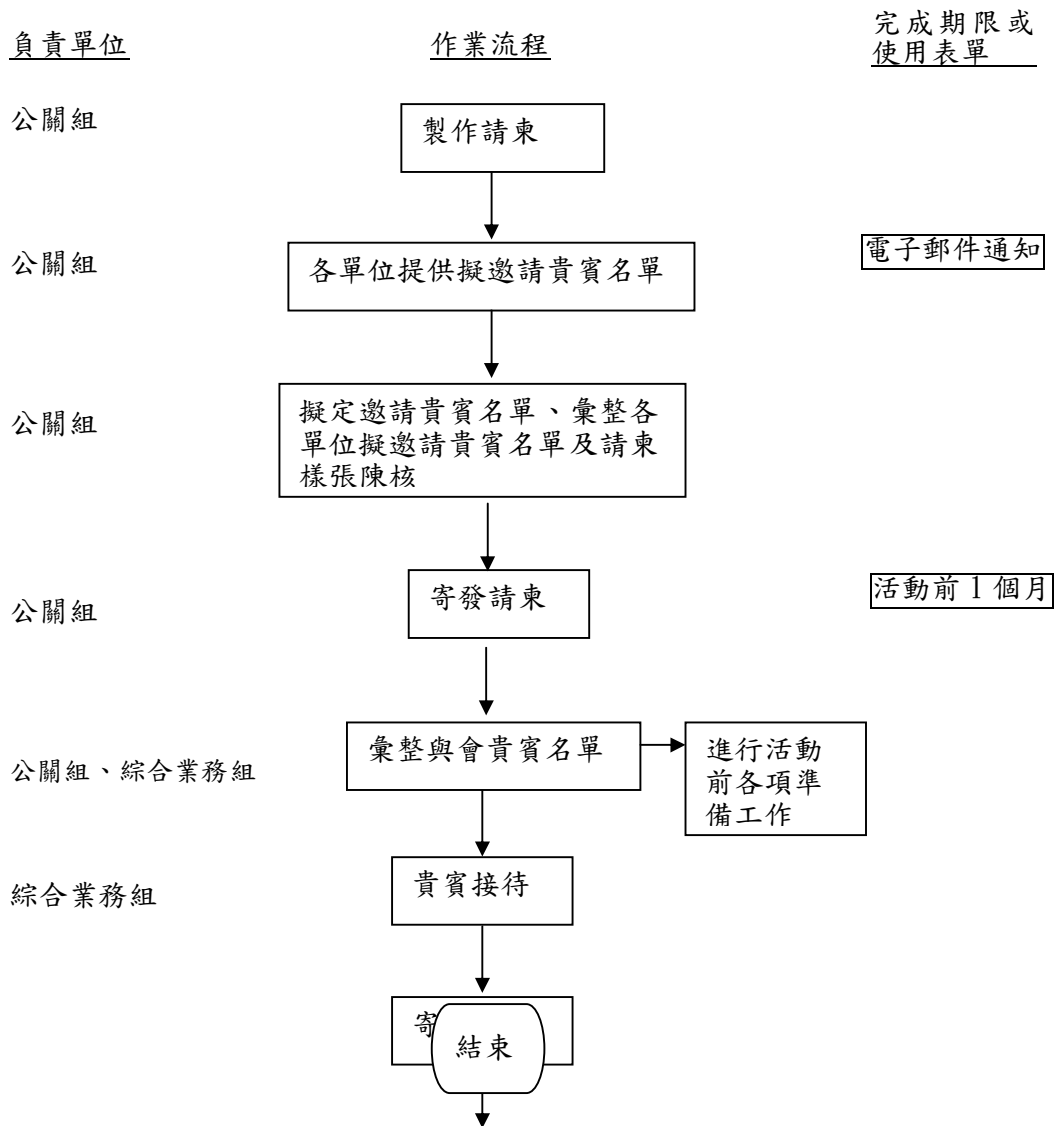 負責單位
作業流程
完成期限或
使用表單
公關組
製作請柬
公關組
各單位提供擬邀請貴賓名單
電子郵件通知
公關組
擬定邀請貴賓名單、彙整各
單位擬邀請貴賓名單及請柬
樣張陳核
公關組
寄發請柬
活動前1個月
公關組、綜合業務組
彙整與會貴賓名單
進行活動
前各項準
備工作
綜合業務組
貴賓接待
寄
結束